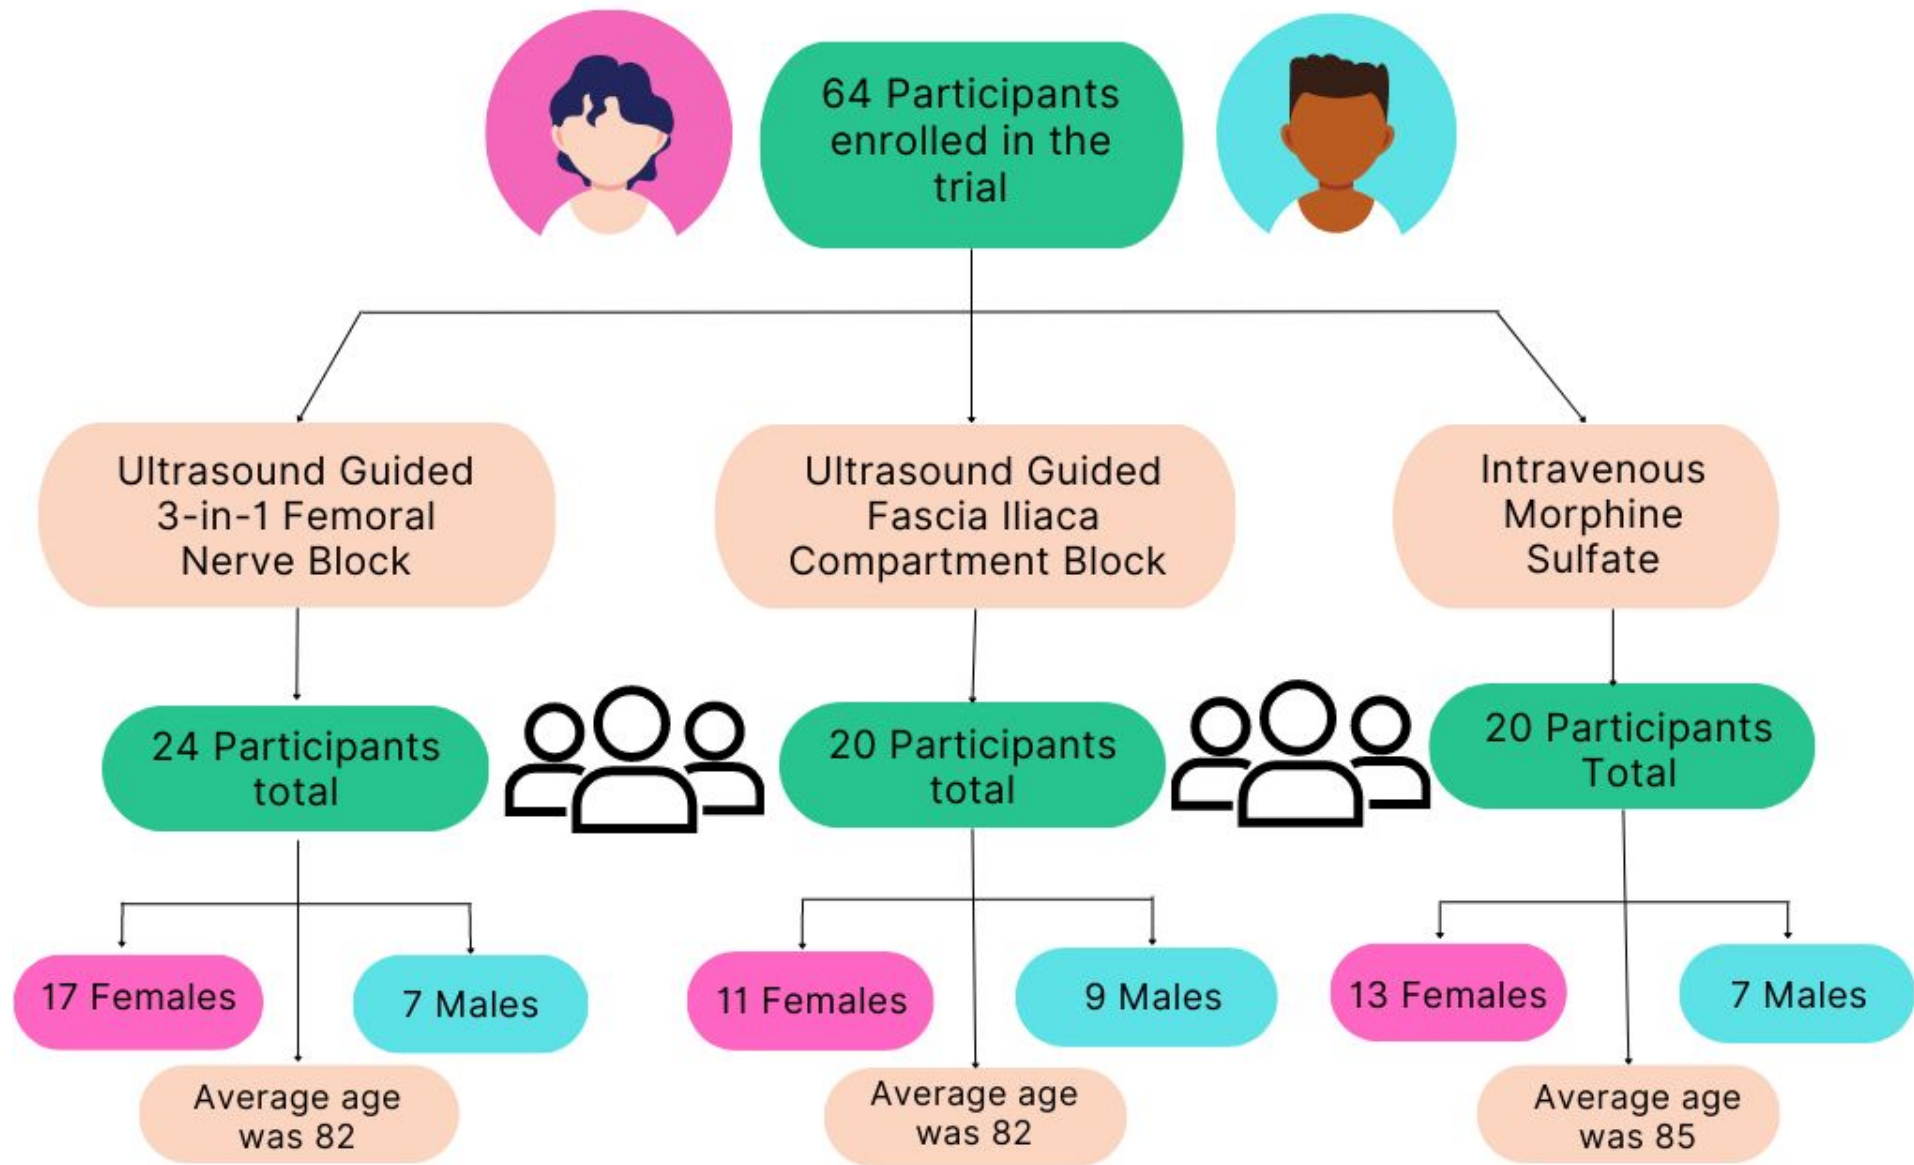 64 Participants
enrolled in the
trial
Ultrasound Guided
3-in-1 Femoral
Nerve Block
Ultrasound Guided
Fascia Iliaca
Compartment Block
Intravenous
Morphine
Sulfate
24 Participants
total
20 Participants
total
20 Participants
Total
17 Females
7 Males
11 Females
9 Males
13 Females
7 Males
Average age
was 82
Average age
was 82
Average age
was 85